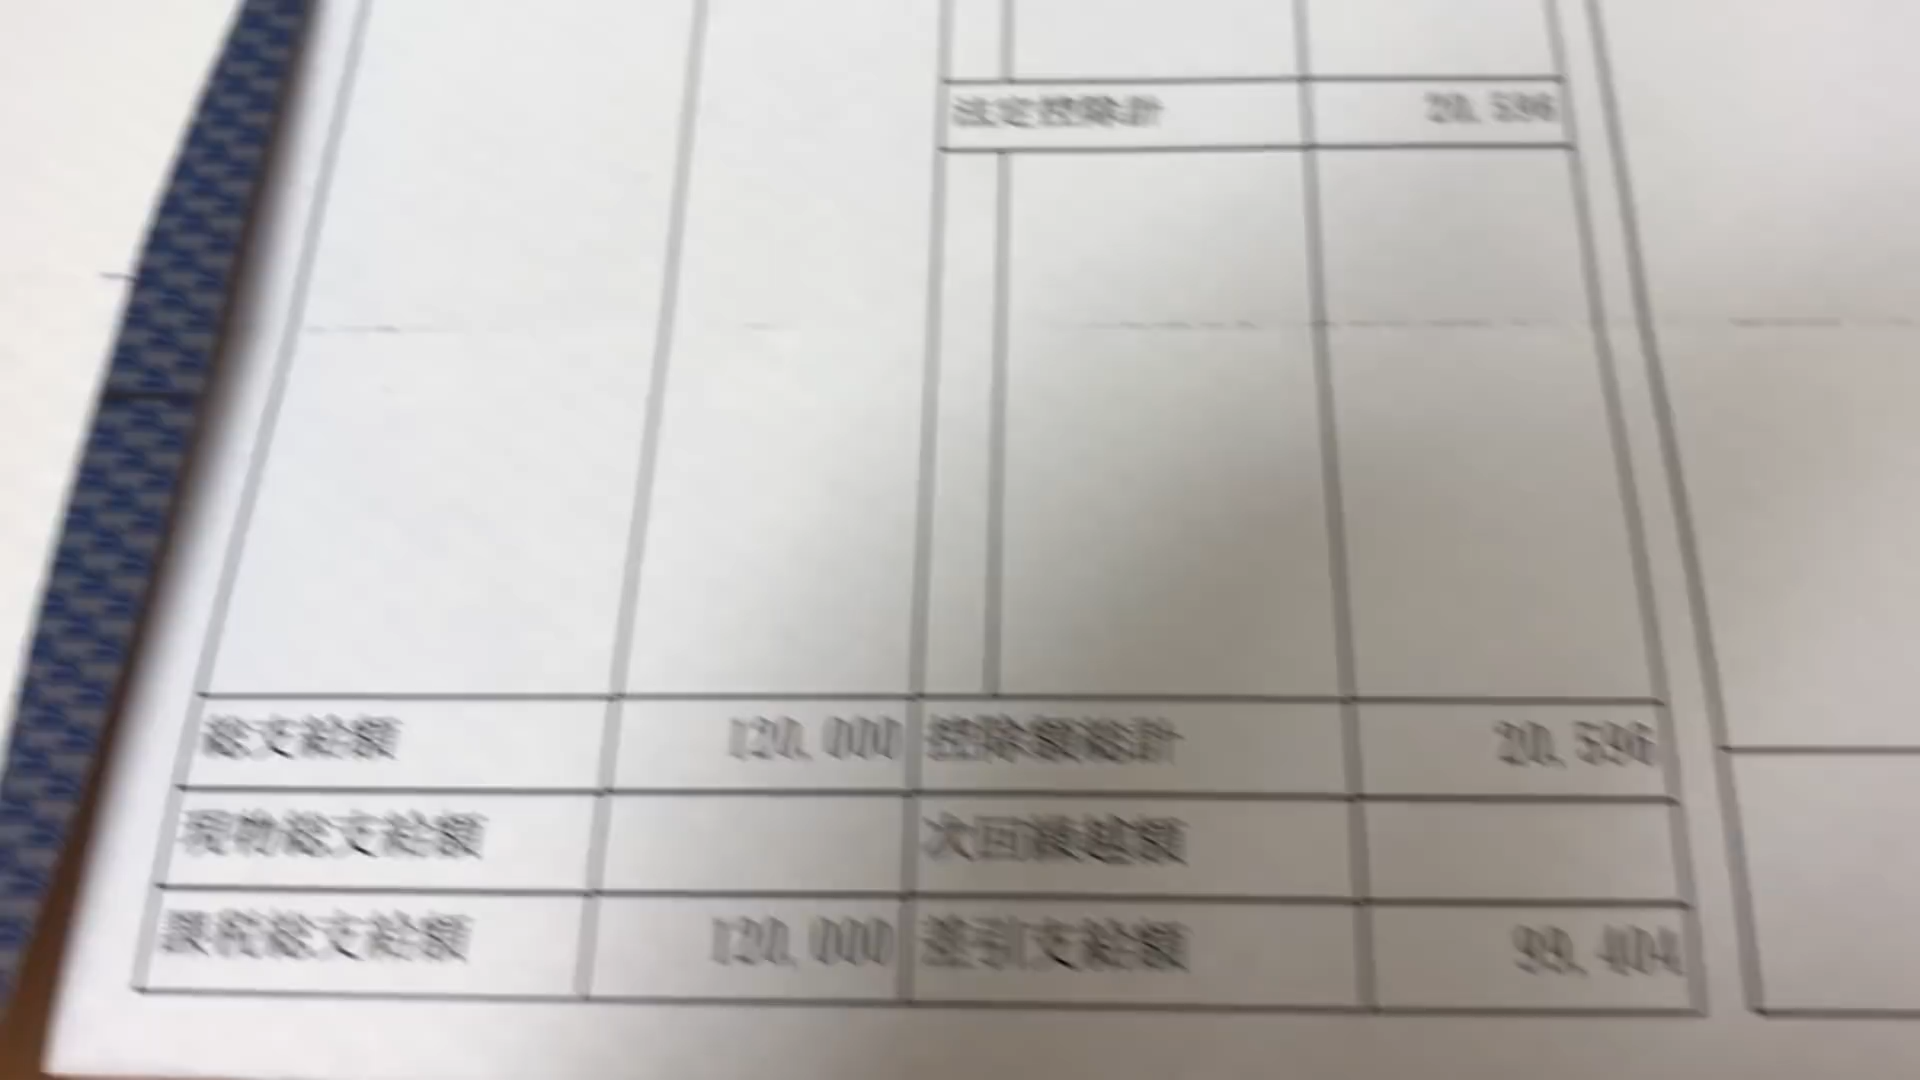 法定控除計 20,596
総支給額 120,000 控除額総計 20,596
現物総支給額 次回繰越額
課税総支給額 120,000 差引支給額 99,404